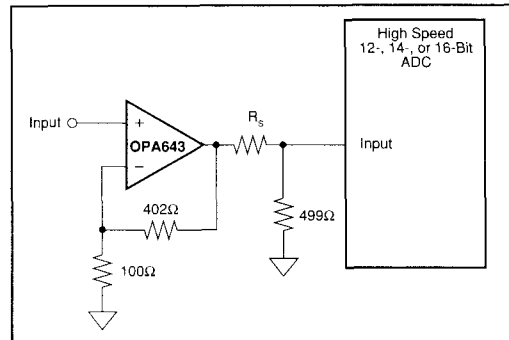 High Speed
12-, 14-, or 16-Bit
ADC
Input
+
OPA643
−
Rs
Input
402Ω
499Ω
100Ω